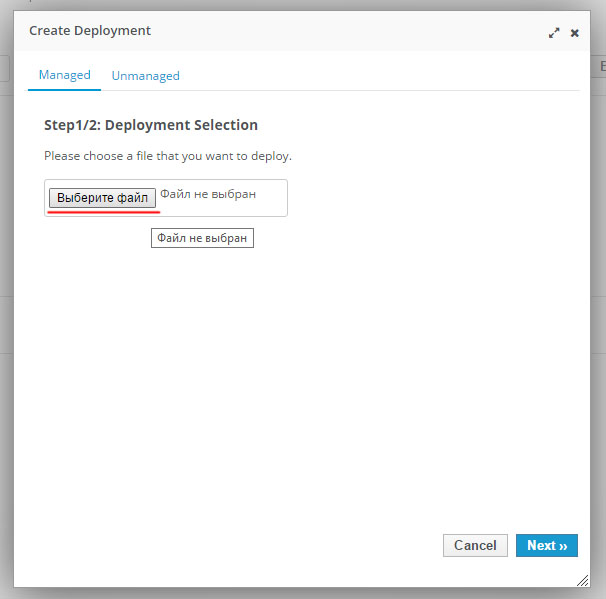 Create Deployment
Managed Unmanaged
Step1/2: Deployment Selection
Please choose a file that you want to deploy.
Выберите файл Файл не выбран
Файл не выбран
Cancel Next ››